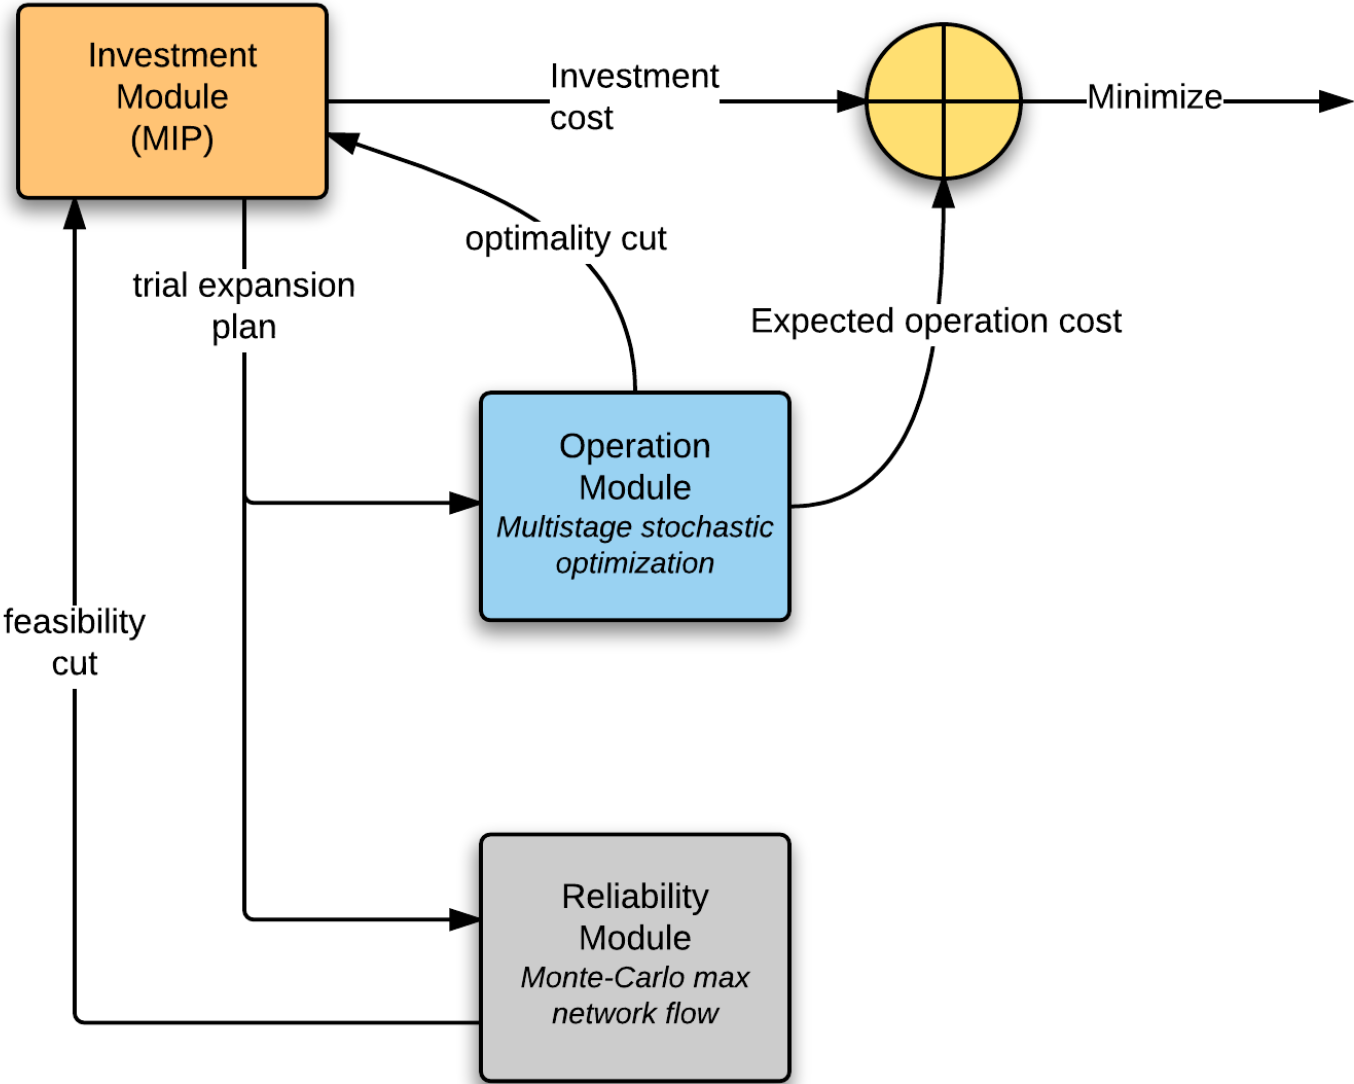 Investment
Module
(MIP)
Investment
cost
Minimize
optimality cut
trial expansion
plan
Expected operation cost
Operation
Module
Multistage stochastic
optimization
feasibility
cut
Reliability
Module
Monte-Carlo max
network flow